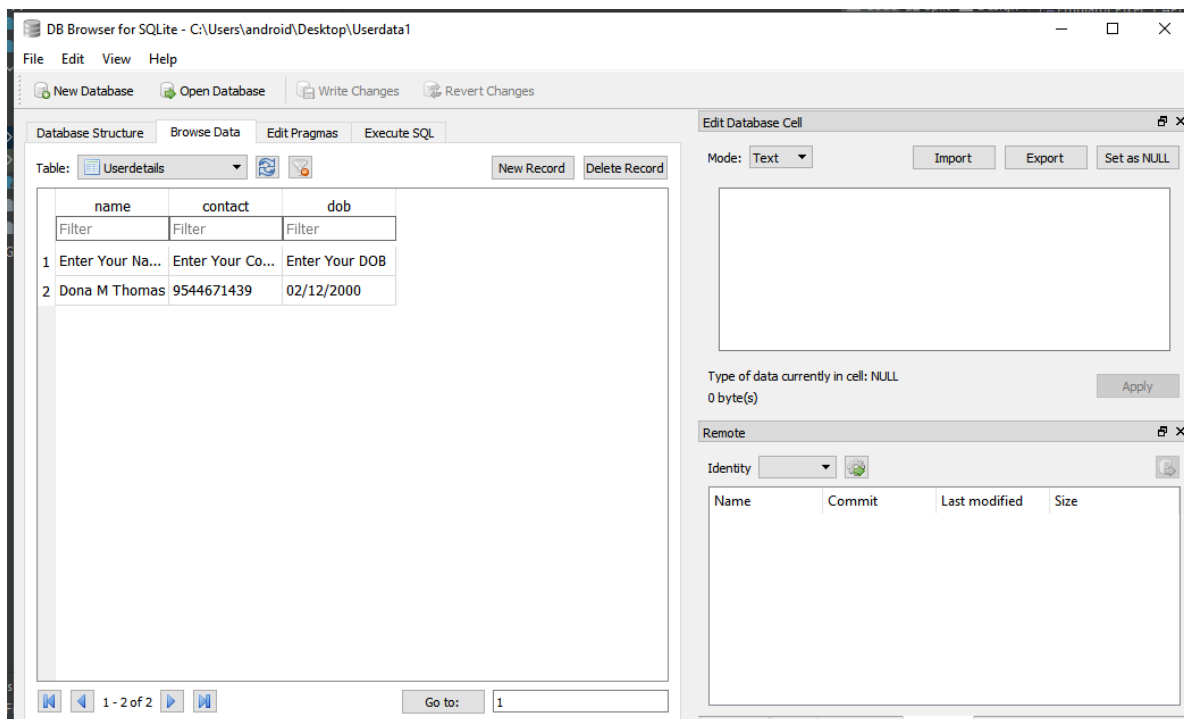 DB Browser for SQLite - C:\Users\android\Desktop\Userdata1
File Edit View Help
New Database Open Database Write Changes Revert Changes
Database Structure Browse Data Edit Pragmas Execute SQL
Table: Userdetails New Record Delete Record
name contact dob
Filter Filter Filter
1 Enter Your Na... Enter Your Co... Enter Your DOB
2 Dona M Thomas 9544671439 02/12/2000
1 - 2 of 2 Go to: 1
Edit Database Cell
Mode: Text Import Export Set as NULL
Type of data currently in cell: NULL
0 byte(s)
Apply
Remote
Identity
Name Commit Last modified Size